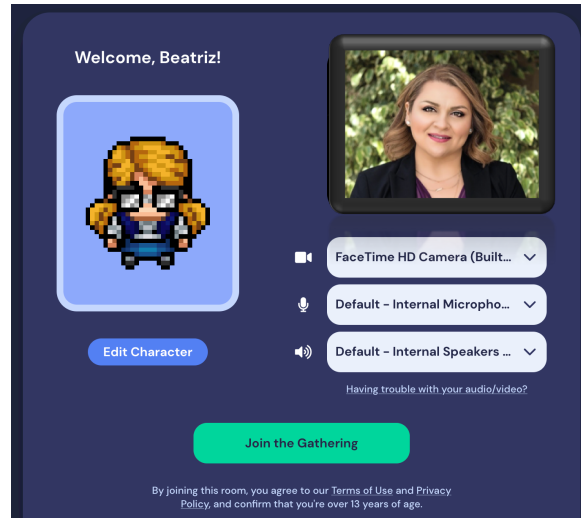 Welcome, Beatriz!
FaceTime HD Camera (Built...
Default - Internal Micropho...
Default - Internal Speakers ...
Edit Character
Having trouble with your audio/video?
Join the Gathering
By joining this room, you agree to our Terms of Use and Privacy
Policy, and confirm that you're over 13 years of age.